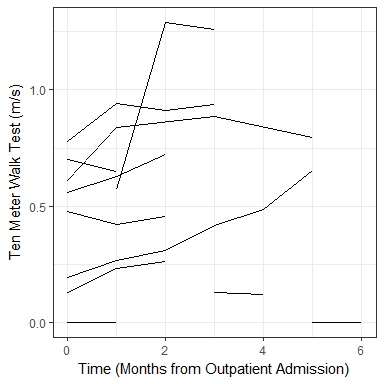 Ten Meter Walk Test (m/s)
1.0
0.5
0.0
0 2 4 6
Time (Months from Outpatient Admission)